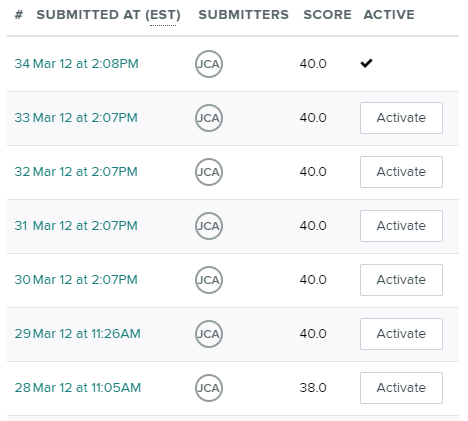 # SUBMITTED AT (EST) SUBMITTERS SCORE ACTIVE
34 Mar 12 at 2:08PM JCA 40.0 ✔
33 Mar 12 at 2:07PM JCA 40.0 Activate
32 Mar 12 at 2:07PM JCA 40.0 Activate
31 Mar 12 at 2:07PM JCA 40.0 Activate
30 Mar 12 at 2:07PM JCA 40.0 Activate
29 Mar 12 at 11:26AM JCA 40.0 Activate
28 Mar 12 at 11:05AM JCA 38.0 Activate